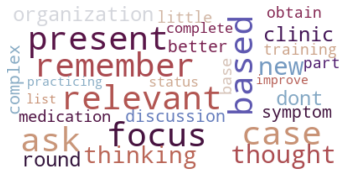 organization little obtain
present complete clinic
better
remember based new training
part
complex practicing status base improve
list relevant dont
medication discussion symptom
ask focus case
round thinking thought